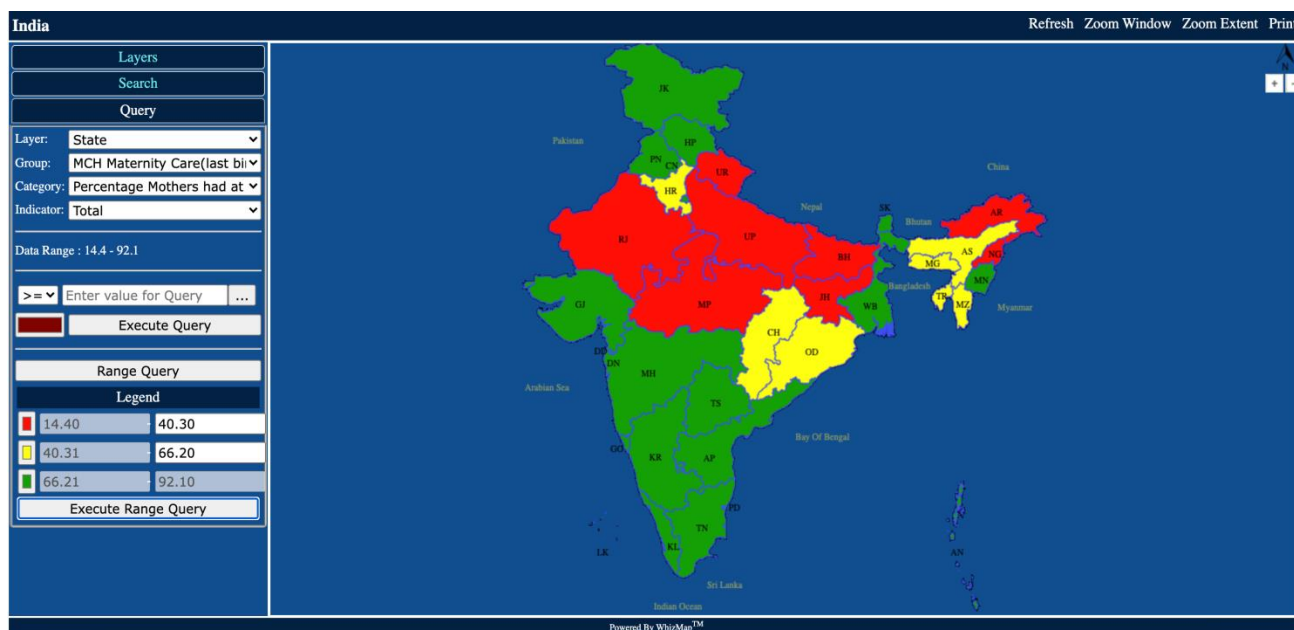 India
Refresh Zoom Window Zoom Extent Print
Layers
Search
Query
Layer: State
Group: MCH Maternity Care(last bi
Category: Percentage Mothers had at
Indicator: Total
Data Range : 14.4 - 92.1
>= Enter value for Query ...
Execute Query
Range Query
Legend
14.40 - 40.30
40.31 - 66.20
66.21 - 92.10
Execute Range Query
N
+ -
JK
Pakistan
HP
PN
CN
China
UR
HR
Nepal
SK
Bhutan
AR
RJ
UP
AS
NG
BH
MG
MN
Bangladesh
GJ
MP
JH
WB
TR
MZ
Myanmar
CH
DD
OD
DN
MH
Arabian Sea
TS
Bay Of Bengal
GO
KR
AP
PD
TN
KL
LK
AN
Sri Lanka
Indian Ocean
Powered By WhizMap™